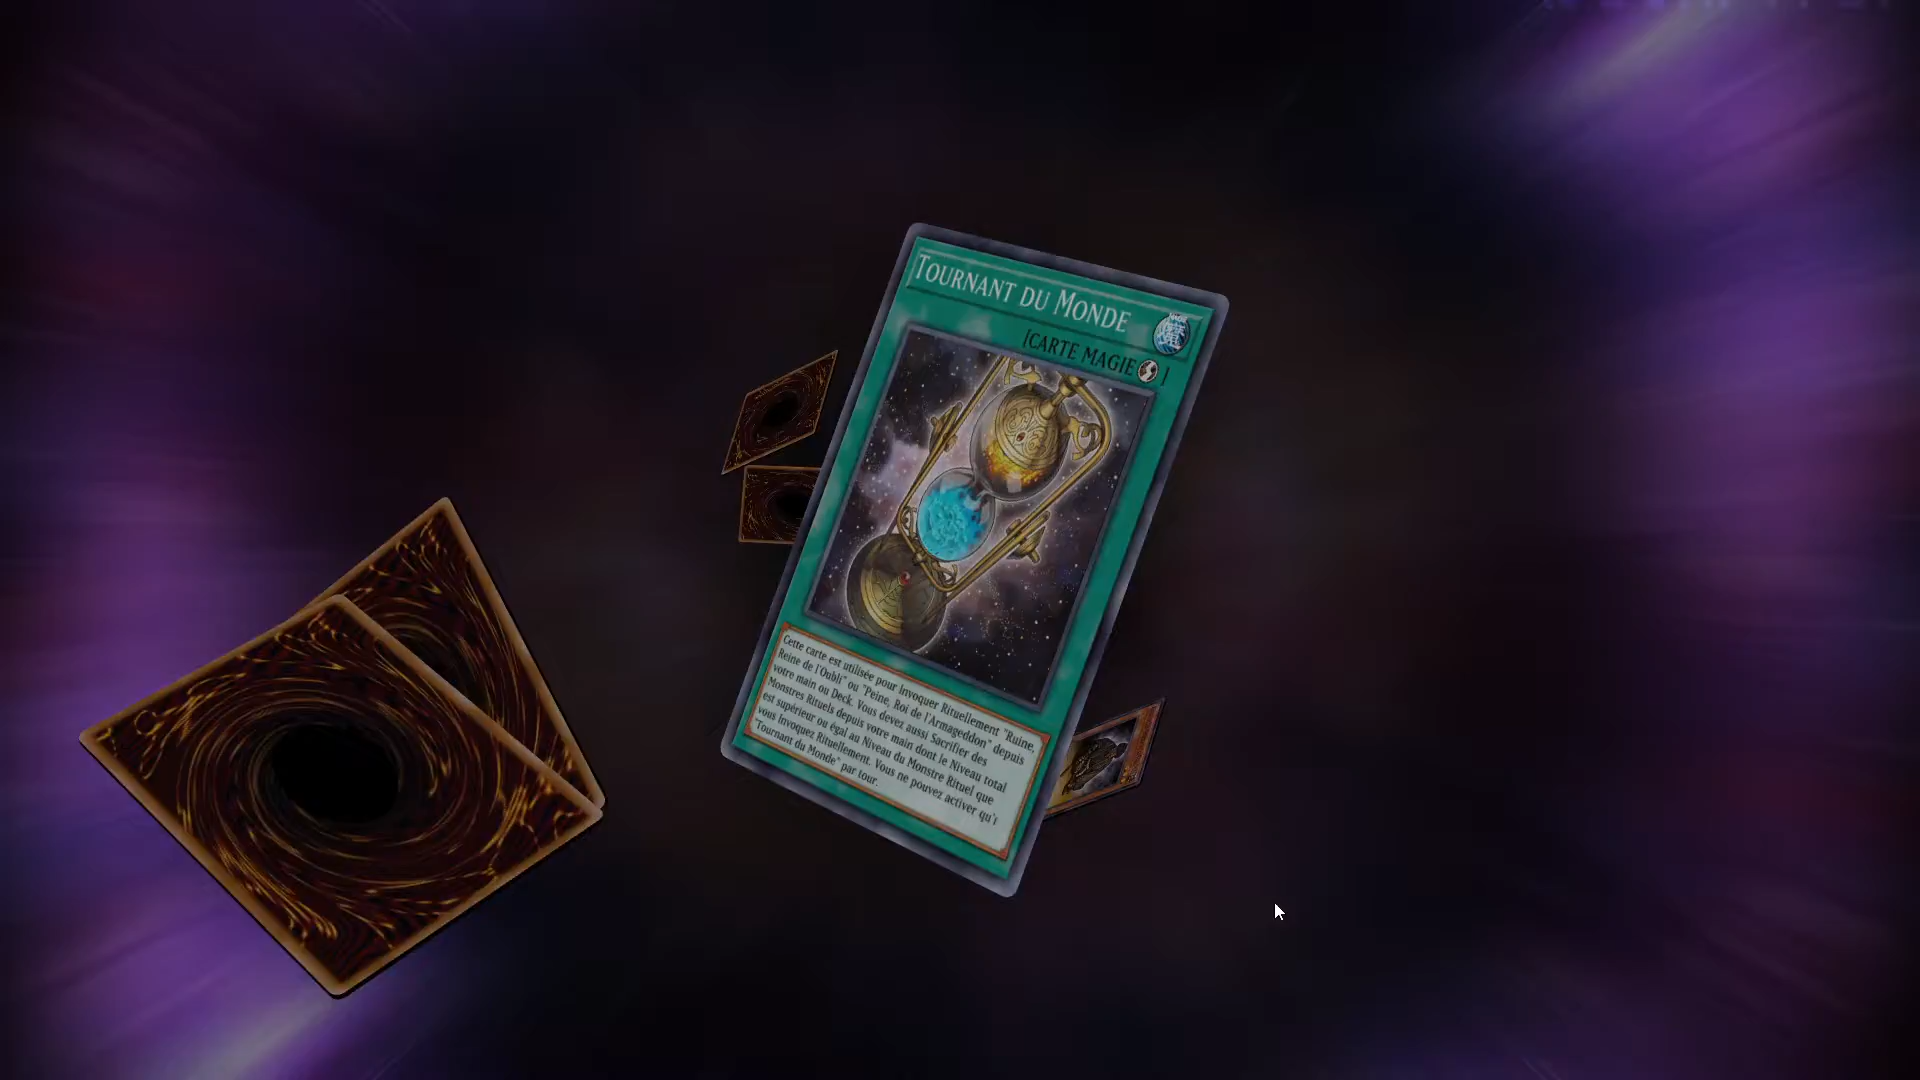 Tournant du Monde
[CARTE MAGIE ]
Cette carte est utilisée pour Invoquer Rituellement "Ruine,
Reine de l'Oubli" ou "Peine, Roi de l'Armageddon" depuis
votre main ou Deck. Vous devez aussi Sacrifier des
Monstres Rituels depuis votre main dont le Niveau total
est supérieur ou égal au Niveau du Monstre Rituel que
vous Invoquez Rituellement. Vous ne pouvez activer qu'1
"Tournant du Monde" par tour.